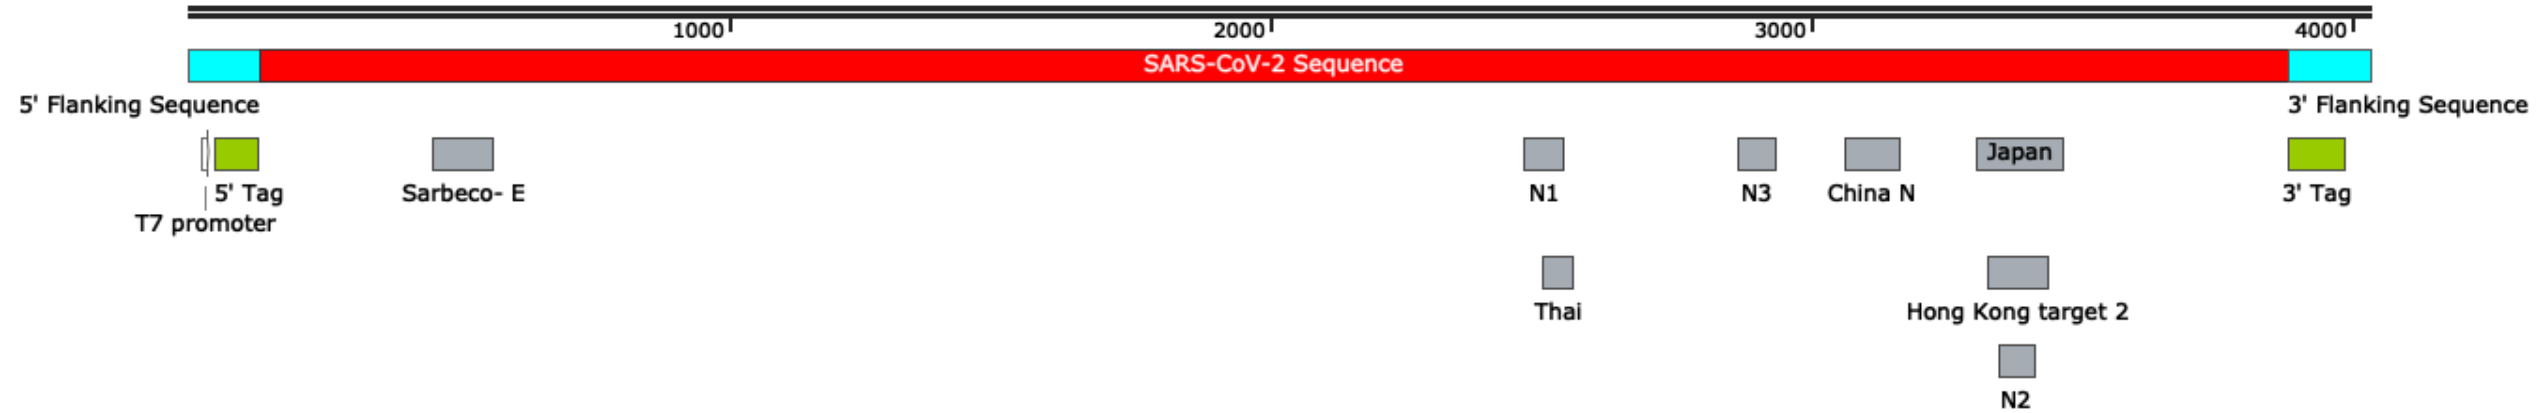 1000 2000 3000 4000
SARS-CoV-2 Sequence
5' Flanking Sequence 3' Flanking Sequence
Japan
5' Tag Sarbeco- E N1 N3 China N 3' Tag
T7 promoter
Thai Hong Kong target 2
N2